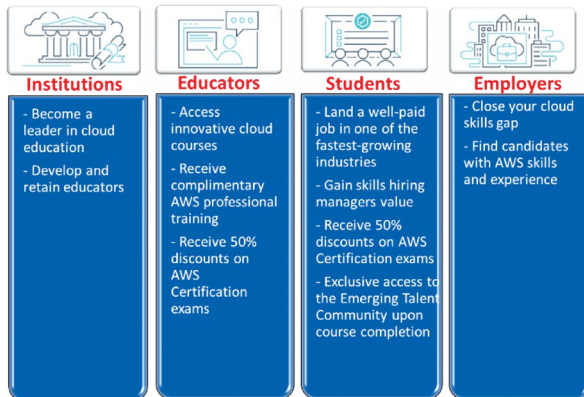 Institutions
- Become a
leader in cloud
education
- Develop and
retain educators
Educators
- Access
innovative cloud
courses
- Receive
complimentary
AWS professional
training
- Receive 50%
discounts on
AWS
Certification
exams
Students
- Land a well-paid
job in one of the
fastest-growing
industries
- Gain skills hiring
managers value
- Receive 50%
discounts on AWS
Certification exams
- Exclusive access to
the Emerging Talent
Community upon
course completion
Employers
- Close your cloud
skills gap
- Find candidates
with AWS skills
and experience